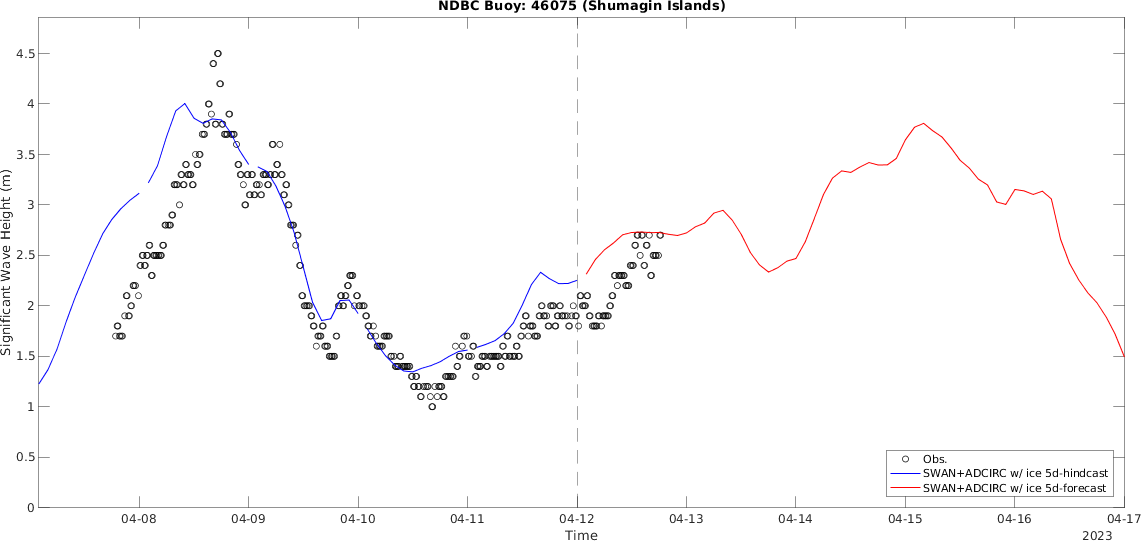 NDBC Buoy: 46075 (Shumagin Islands)
4.5
4
3.5
3
2.5
2
1.5
1
0.5
0
Significant Wave Height (m)
Obs.
SWAN+ADCIRC w/ ice 5d-hindcast
SWAN+ADCIRC w/ ice 5d-forecast
04-08 04-09 04-10 04-11 04-12 04-13 04-14 04-15 04-16 04-17
Time
2023